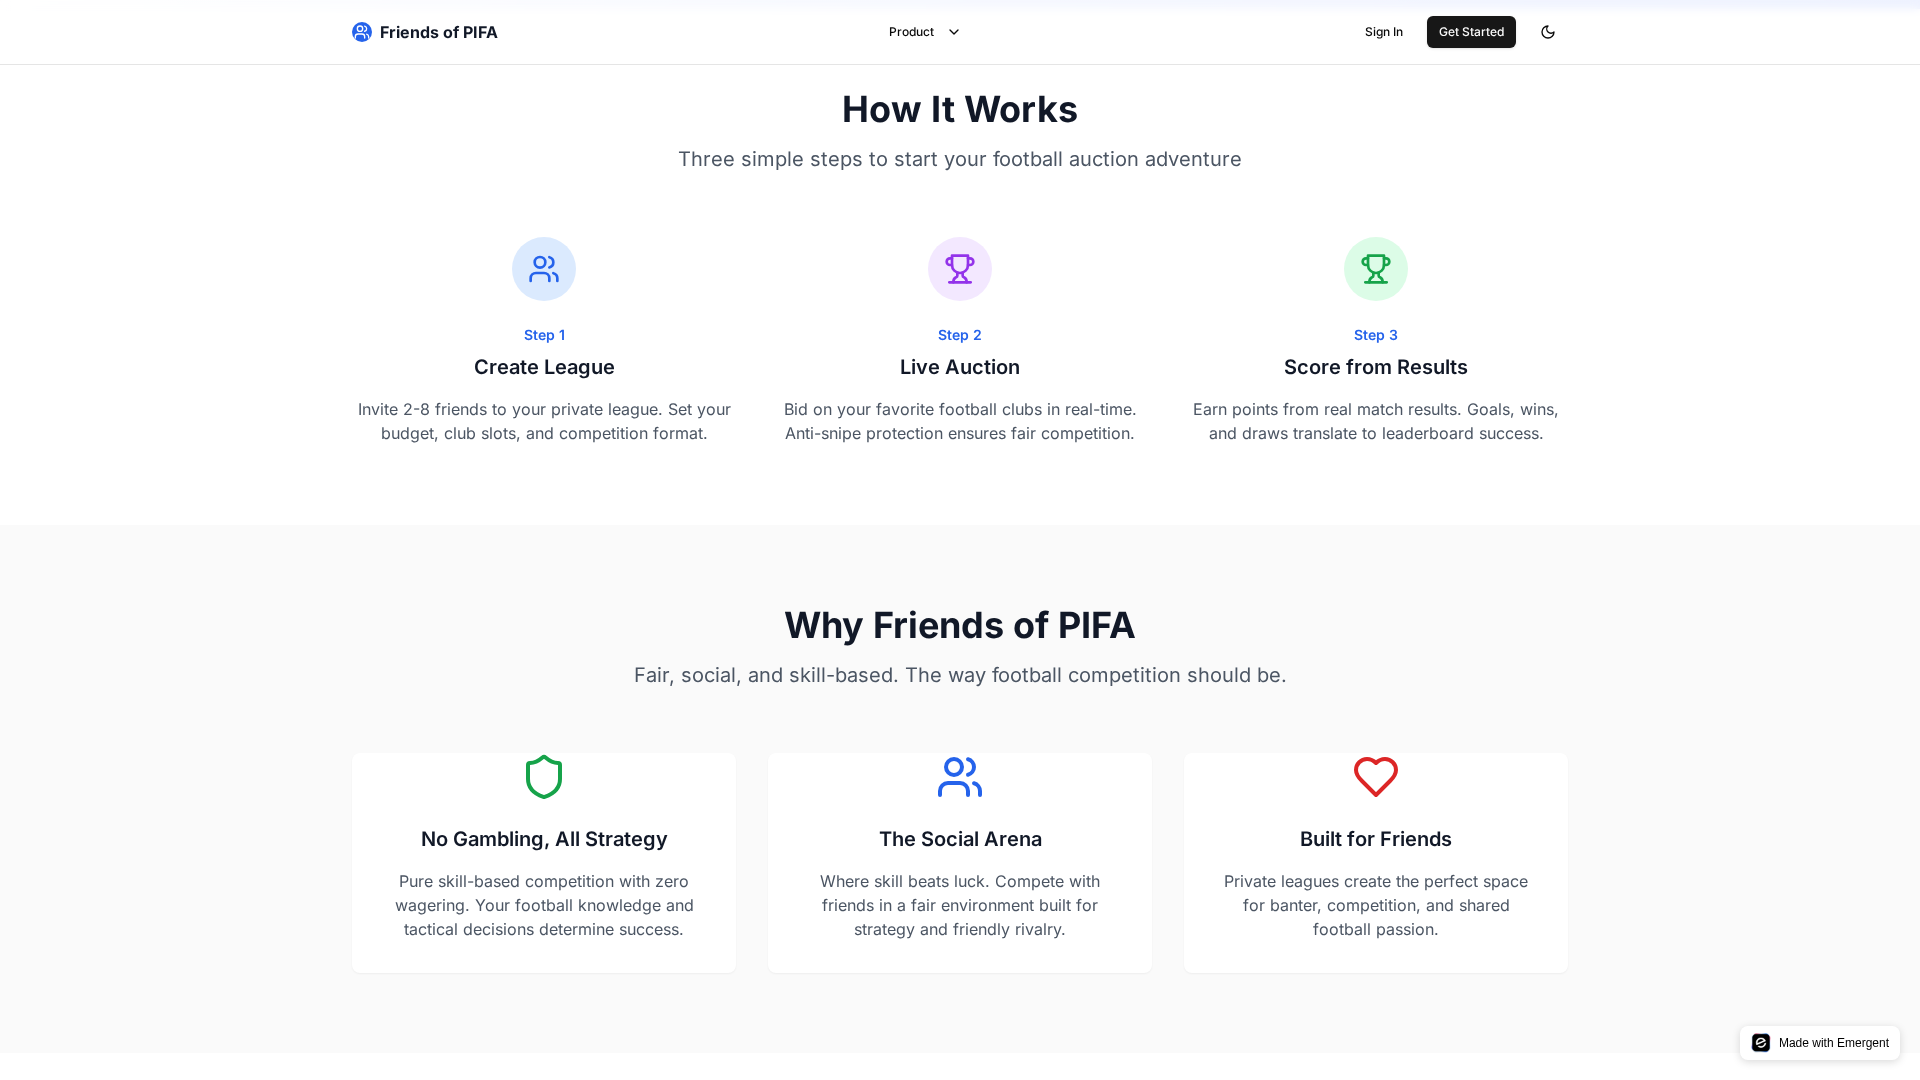 Friends of PIFA
Product
Sign In
Get Started
How It Works
Three simple steps to start your football auction adventure
Step 1
Create League
Invite 2-8 friends to your private league. Set your
budget, club slots, and competition format.
Step 2
Live Auction
Bid on your favorite football clubs in real-time.
Anti-snipe protection ensures fair competition.
Step 3
Score from Results
Earn points from real match results. Goals, wins,
and draws translate to leaderboard success.
Why Friends of PIFA
Fair, social, and skill-based. The way football competition should be.
No Gambling, All Strategy
Pure skill-based competition with zero
wagering. Your football knowledge and
tactical decisions determine success.
The Social Arena
Where skill beats luck. Compete with
friends in a fair environment built for
strategy and friendly rivalry.
Built for Friends
Private leagues create the perfect space
for banter, competition, and shared
football passion.
Made with Emergent